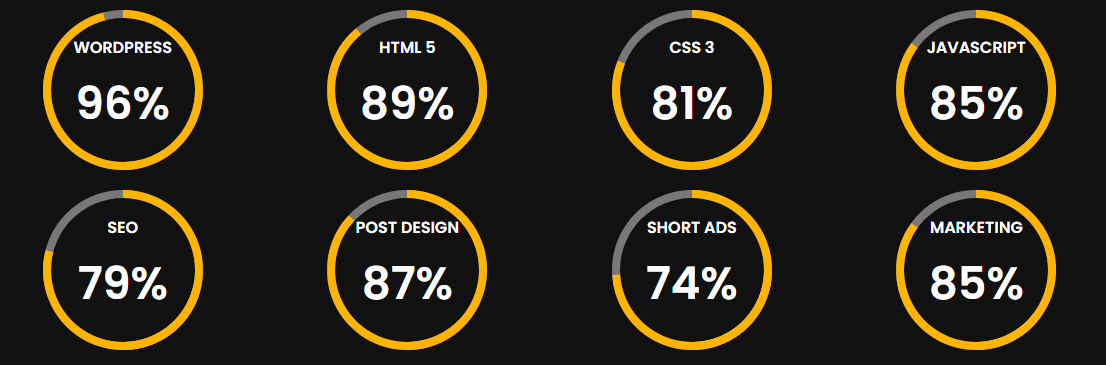 WORDPRESS
96%
HTML 5
89%
CSS 3
81%
JAVASCRIPT
85%
SEO
79%
POST DESIGN
87%
SHORT ADS
74%
MARKETING
85%